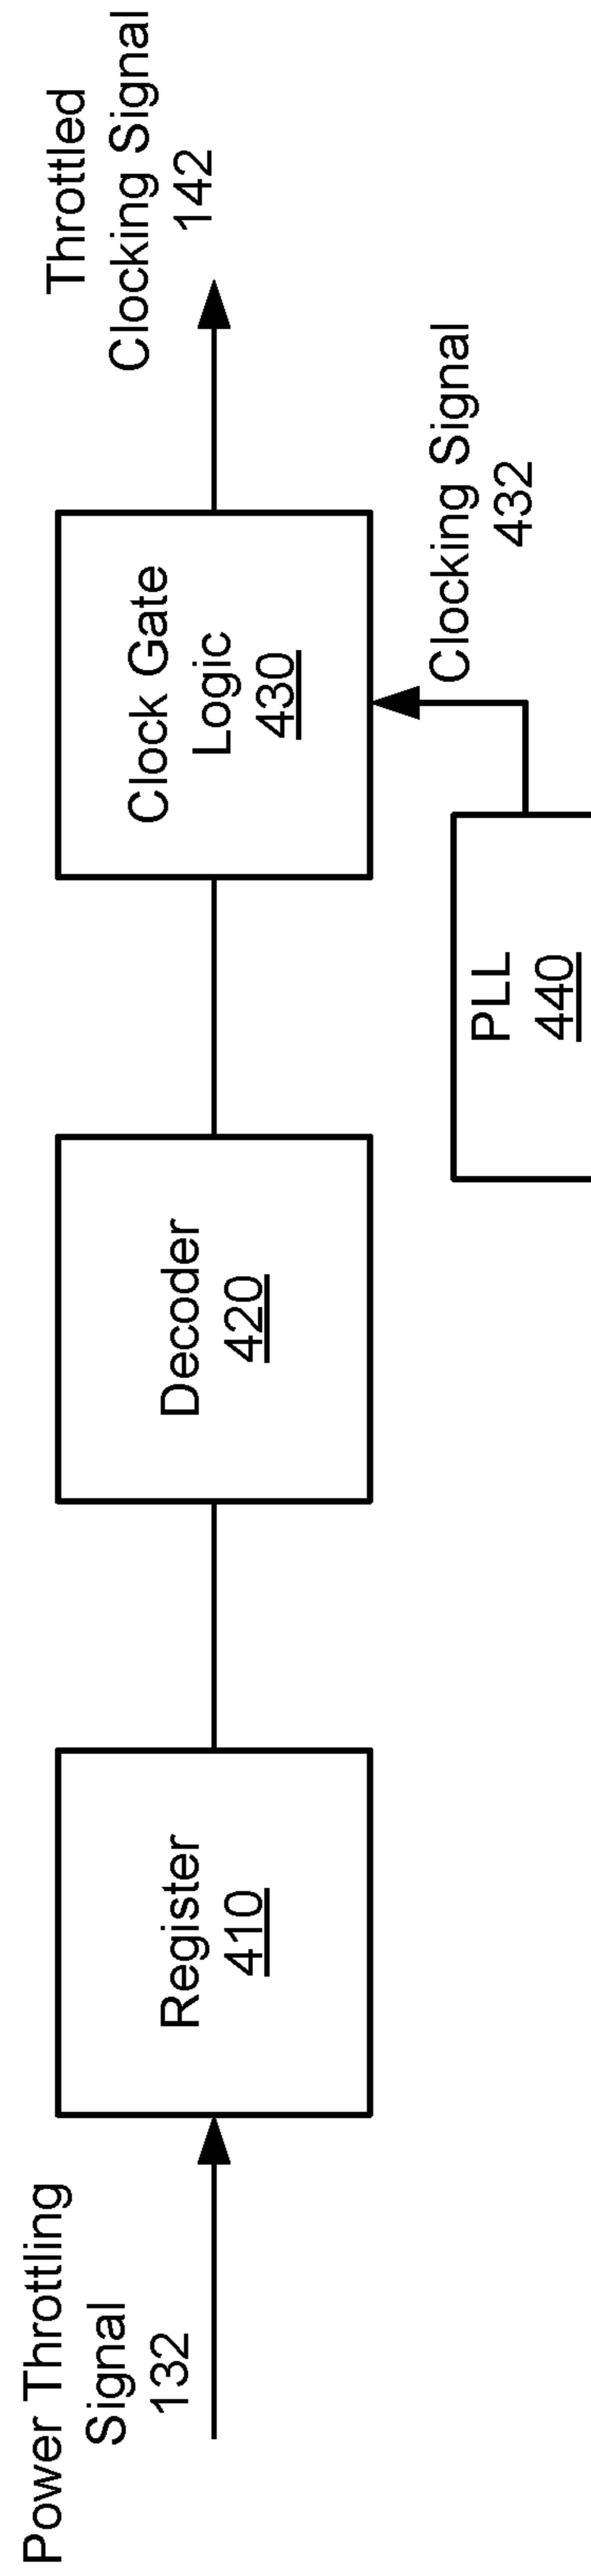 Power Throttling
Signal
132
Register
410
Decoder
420
Clock Gate
Logic
430
Throttled
Clocking Signal
142
PLL
440
Clocking Signal
432